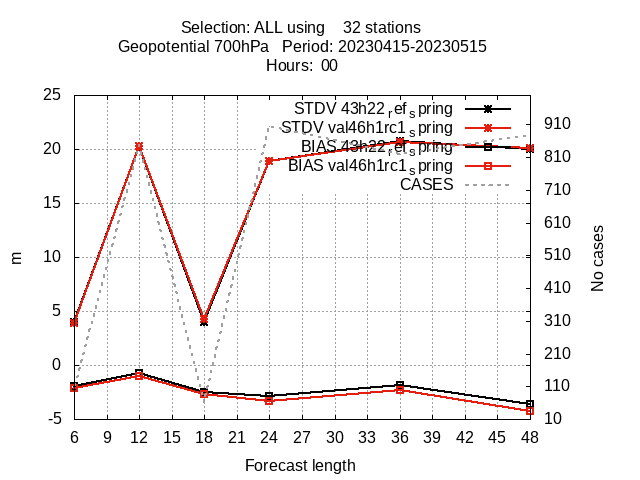 Selection: ALL using 32 stations
Geopotential 700hPa Period: 20230415-20230515
Hours: 00
STDV 43h22_ref_spring
STDV val46h1rc1_spring
BIAS 43h22_ref_spring
BIAS val46h1rc1_spring
CASES
25
20
15
10
5
0
-5
m
910
810
710
610
510
410
310
210
110
10
No cases
6 9 12 15 18 21 24 27 30 33 36 39 42 45 48
Forecast length